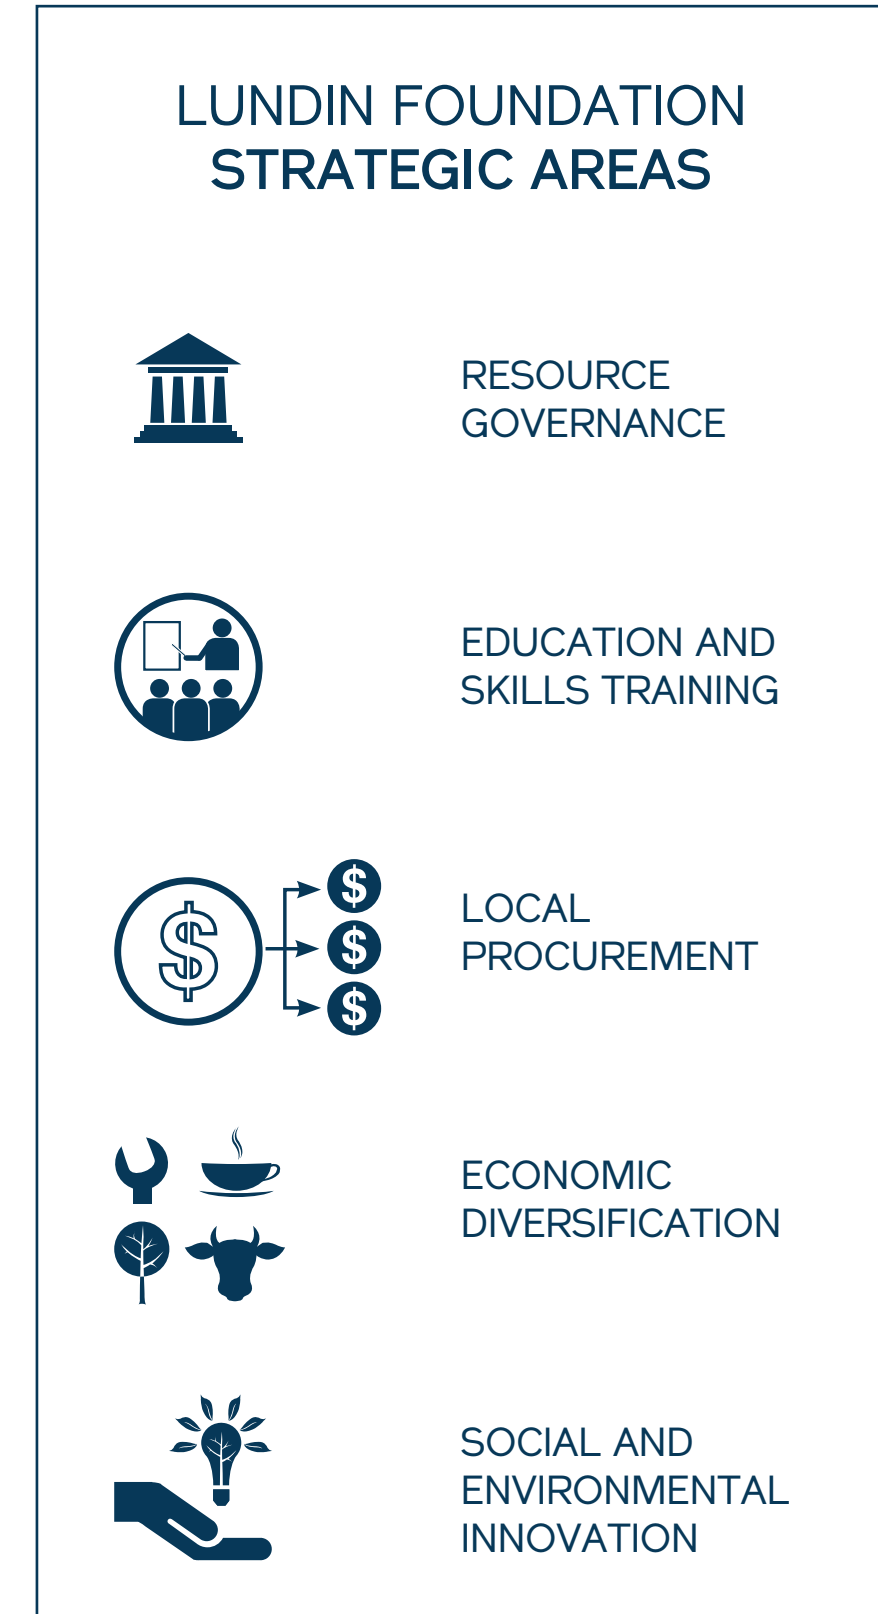 LUNDIN FOUNDATION
STRATEGIC AREAS
RESOURCE
GOVERNANCE
EDUCATION AND
SKILLS TRAINING
$
$
$
$
LOCAL
PROCUREMENT
ECONOMIC
DIVERSIFICATION
SOCIAL AND
ENVIRONMENTAL
INNOVATION